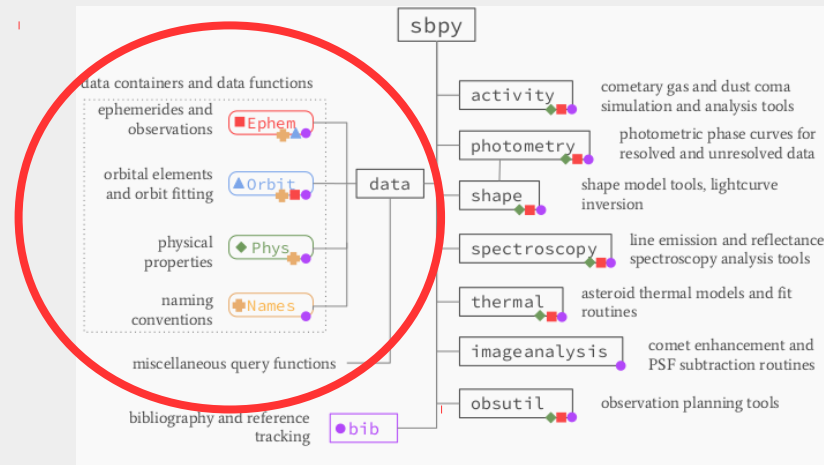 sbpy
data containers and data functions
ephemerides and
observations
Ephem
orbital elements
and orbit fitting
Orbit
physical
properties
Phys
naming
conventions
Names
data
miscellaneous query functions
bibliography and reference
tracking
bib
activity
cometary gas and dust coma
simulation and analysis tools
photometry
photometric phase curves for
resolved and unresolved data
shape
shape model tools, lightcurve
inversion
spectroscopy
line emission and reflectance
spectroscopy analysis tools
thermal
asteroid thermal models and fit
routines
imageanalysis
comet enhancement and
PSF subtraction routines
obsutil
observation planning tools